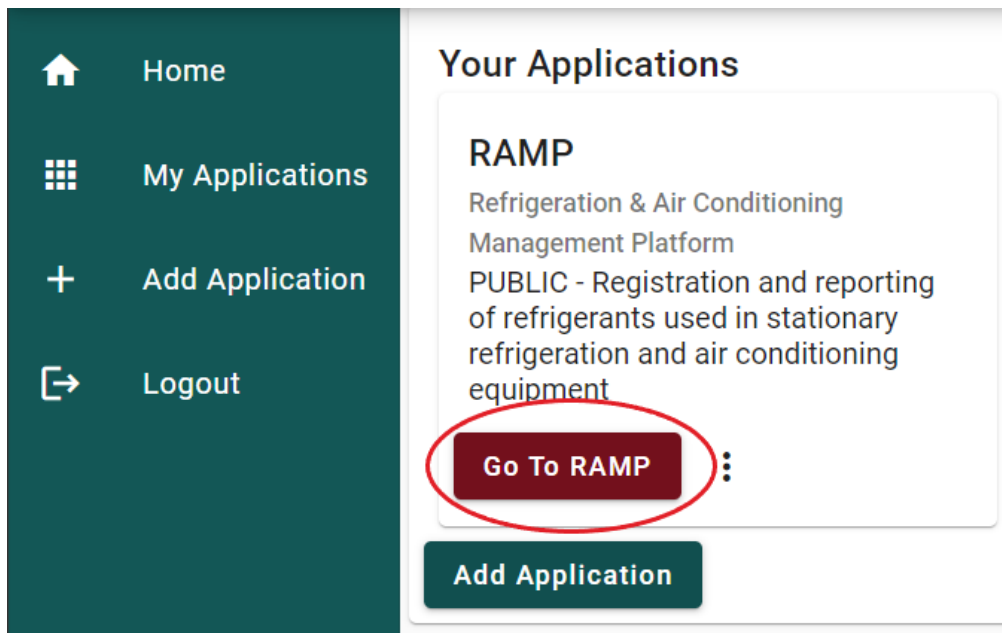 Home
My Applications
Add Application
Logout
Your Applications
RAMP
Refrigeration & Air Conditioning
Management Platform
PUBLIC - Registration and reporting
of refrigerants used in stationary
refrigeration and air conditioning
equipment
Go To RAMP
Add Application